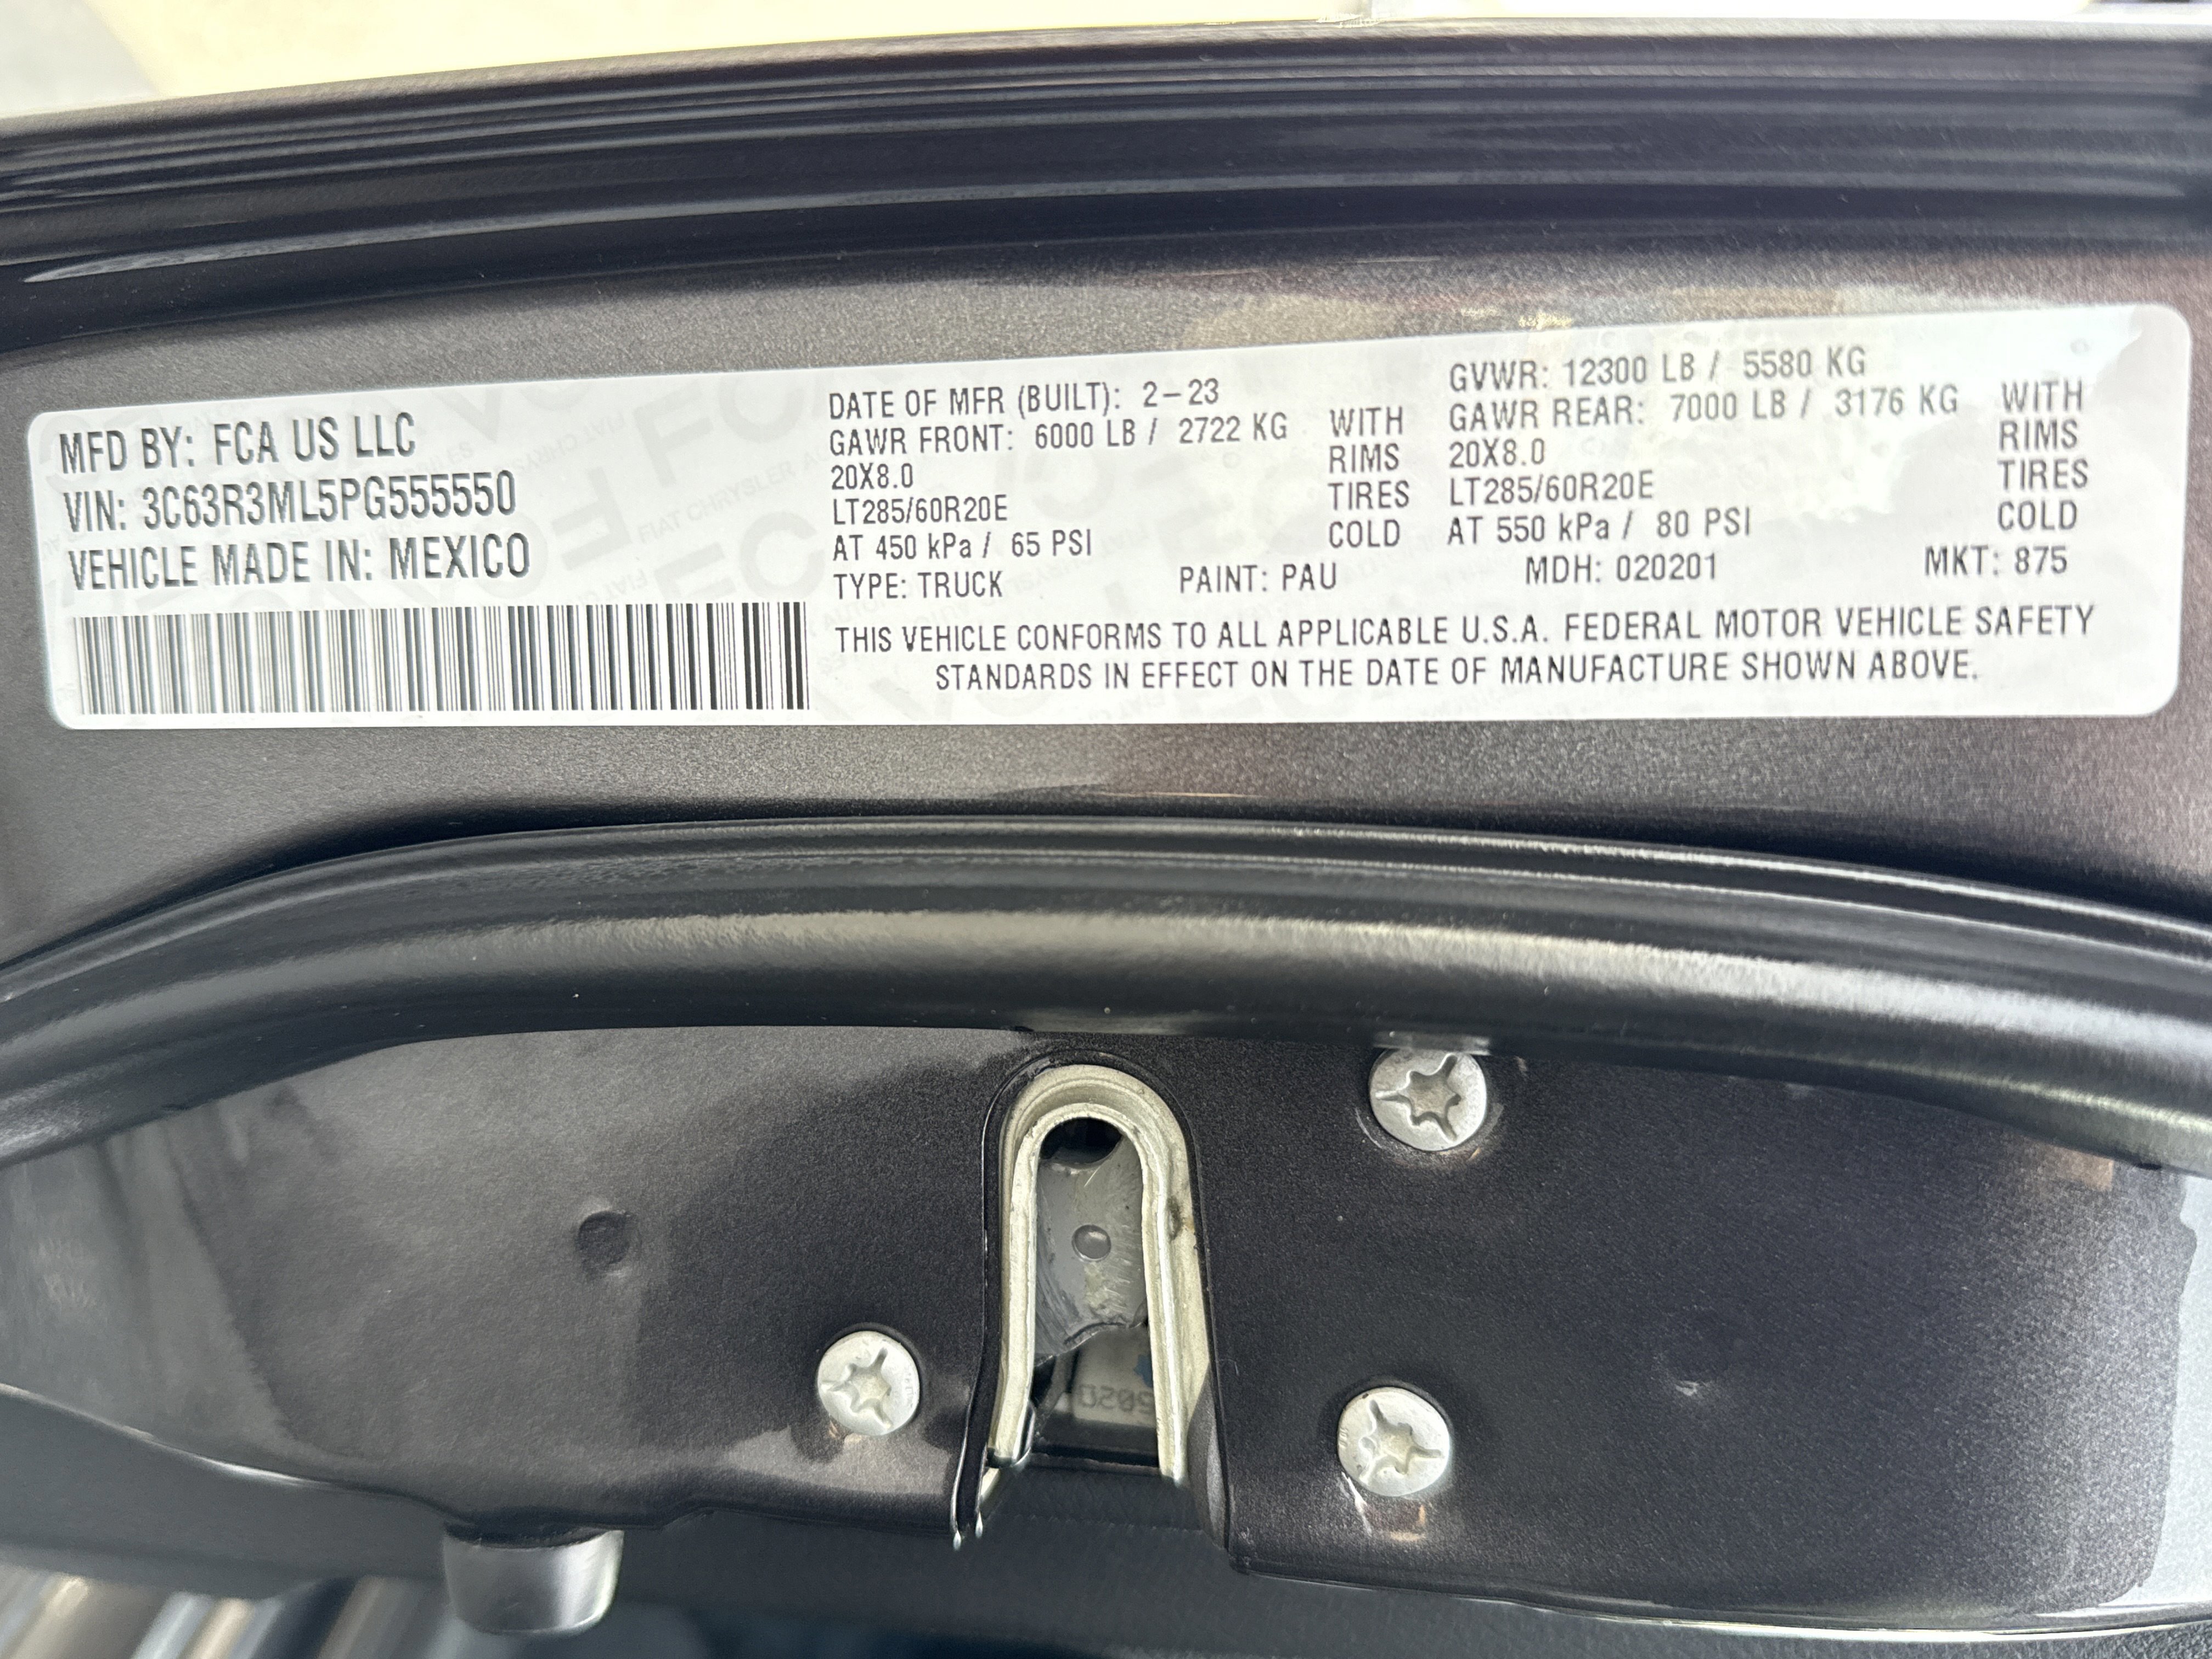 MFD BY: FCA US LLC
VIN: 3C63R3ML5PG555550
VEHICLE MADE IN: MEXICO
DATE OF MFR (BUILT): 2-23
GAWR FRONT: 6000 LB / 2722 KG WITH
20X8.0 RIMS
LT285/60R20E TIRES
AT 450 kPa / 65 PSI COLD
GVWR: 12300 LB / 5580 KG
GAWR REAR: 7000 LB / 3176 KG WITH
20X8.0 RIMS
LT285/60R20E TIRES
AT 550 kPa / 80 PSI COLD
TYPE: TRUCK PAINT: PAU MDH: 020201 MKT: 875
THIS VEHICLE CONFORMS TO ALL APPLICABLE U.S.A. FEDERAL MOTOR VEHICLE SAFETY
STANDARDS IN EFFECT ON THE DATE OF MANUFACTURE SHOWN ABOVE.